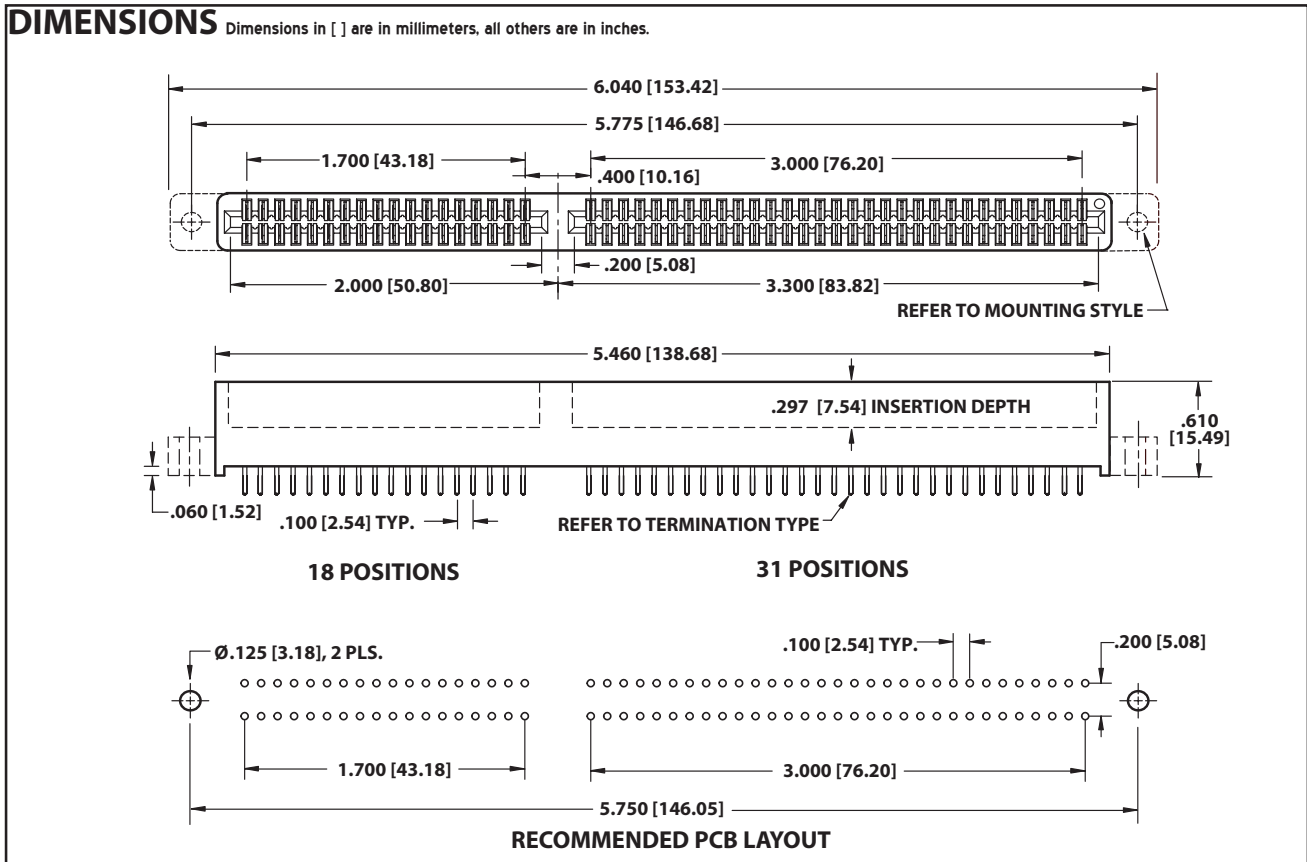 DIMENSIONS Dimensions in [ ] are in millimeters, all others are in inches.
6.040 [153.42]
5.775 [146.68]
1.700 [43.18]
3.000 [76.20]
.400 [10.16]
.200 [5.08]
2.000 [50.80]
3.300 [83.82]
REFER TO MOUNTING STYLE
5.460 [138.68]
.297 [7.54] INSERTION DEPTH
.610
[15.49]
.060 [1.52]
.100 [2.54] TYP.
REFER TO TERMINATION TYPE
18 POSITIONS
31 POSITIONS
Ø.125 [3.18], 2 PLS.
.100 [2.54] TYP.
.200 [5.08]
1.700 [43.18]
3.000 [76.20]
5.750 [146.05]
RECOMMENDED PCB LAYOUT